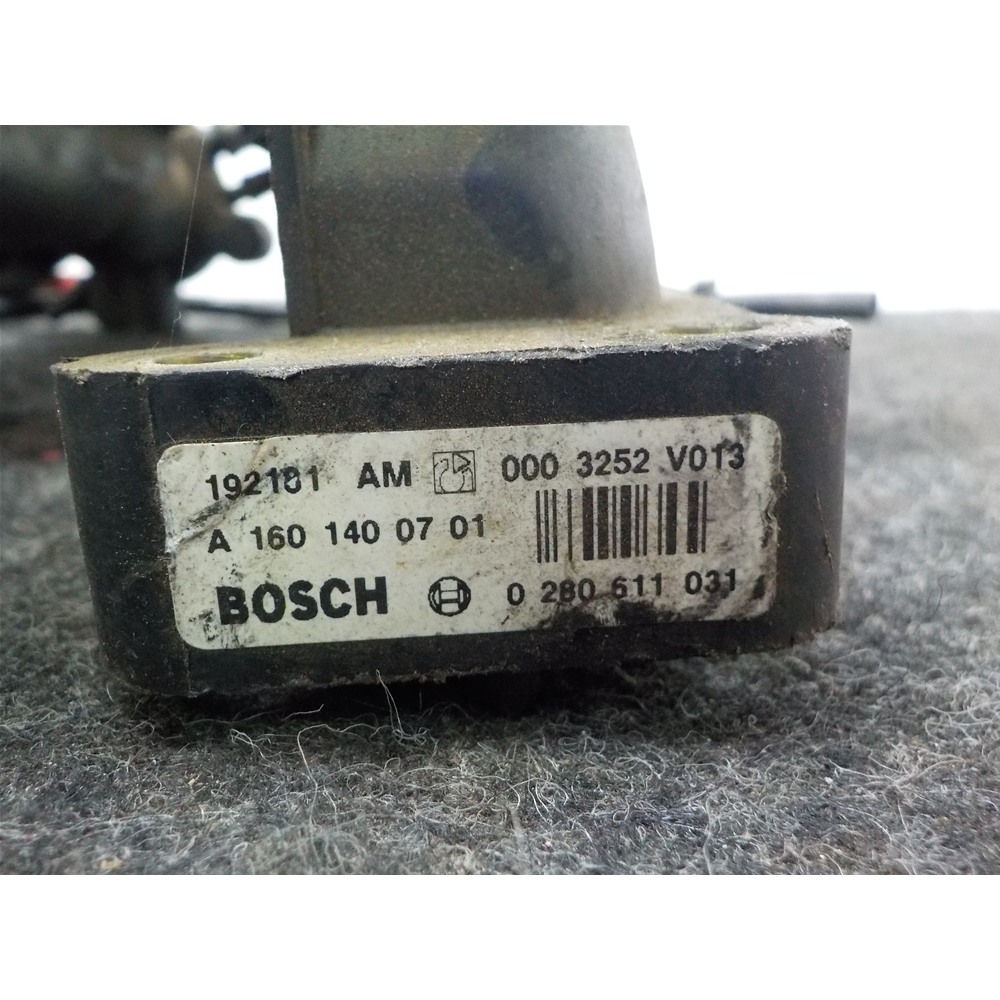 192181 AM 000 3252 V013
A 160 140 07 01
BOSCH 0 280 611 031